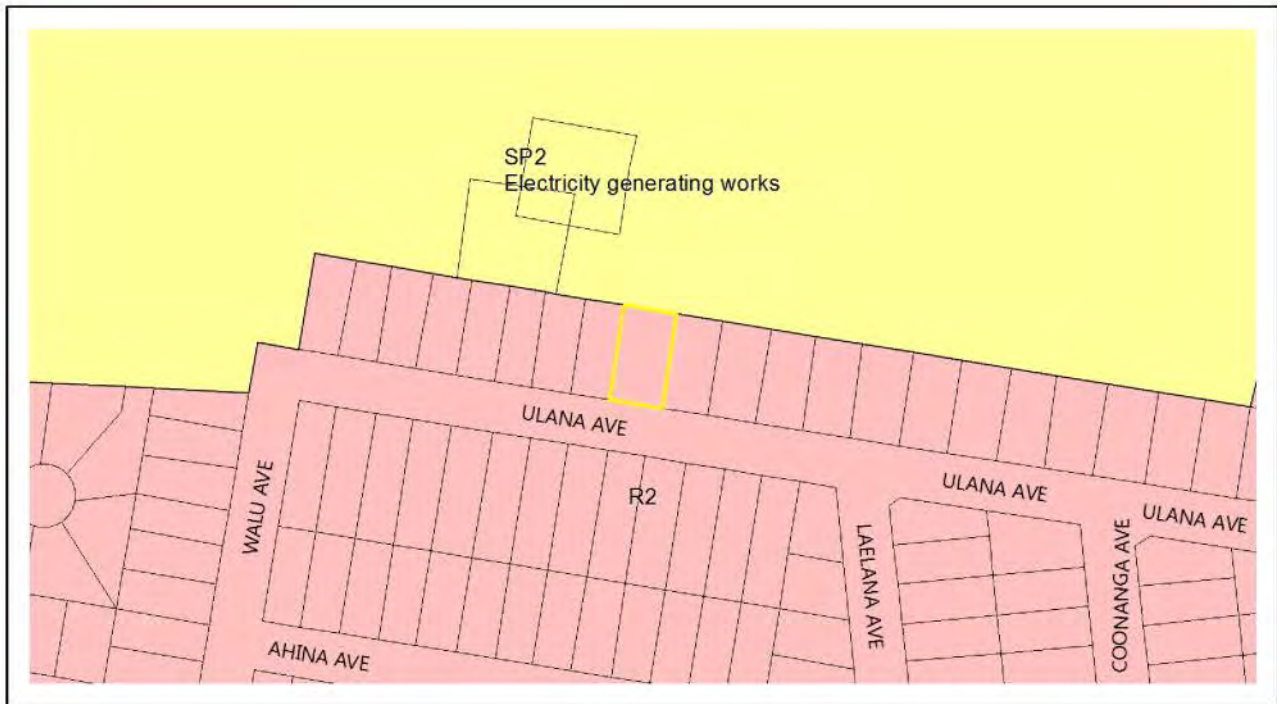 SP2
Electricity generating works
ULANA AVE
ULANA AVE
ULANA AVE
R2
WALU AVE
LAELANA AVE
COONANGA AVE
AHINA AVE